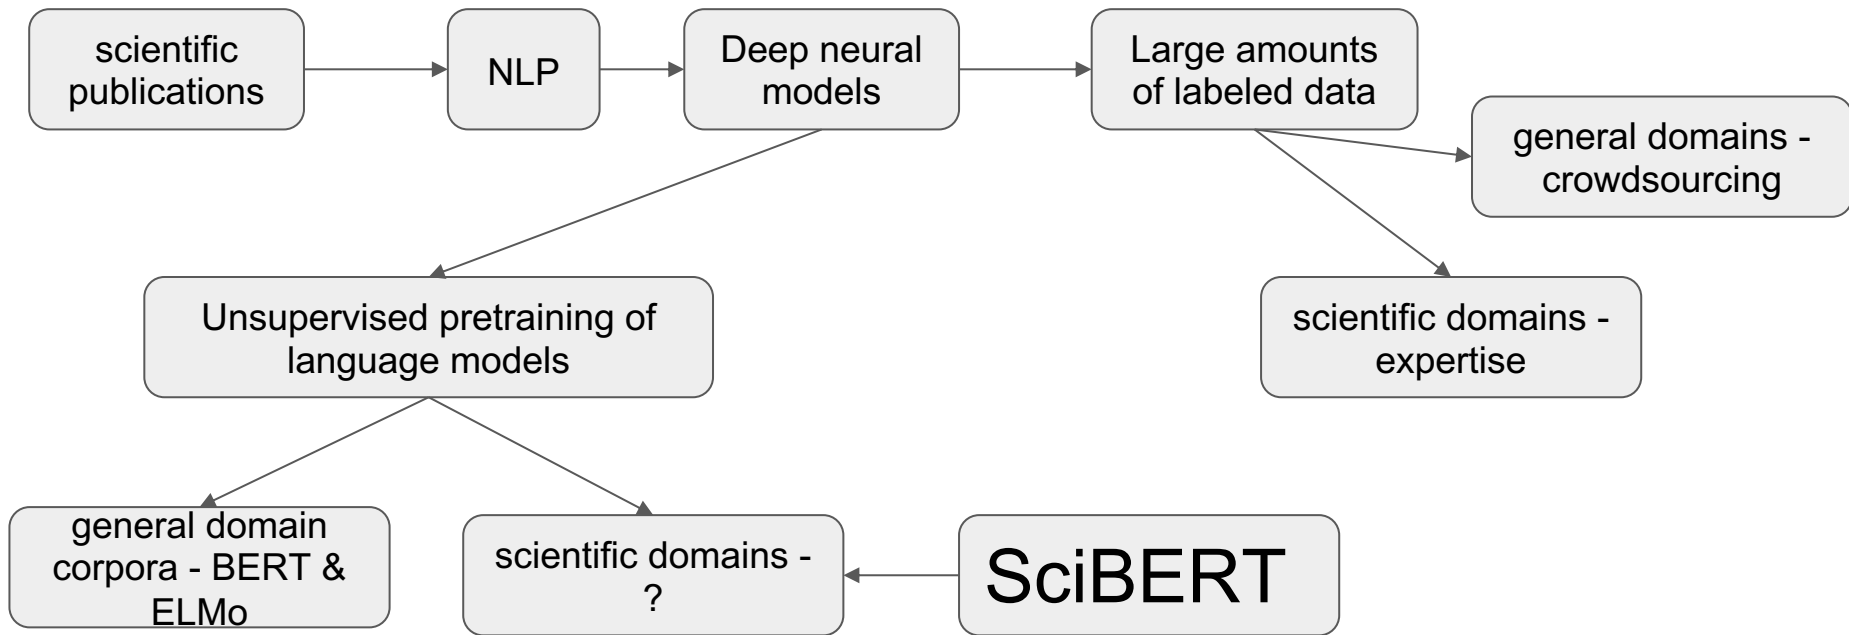 scientific
publications
NLP
Deep neural
models
Large amounts
of labeled data
general domains -
crowdsourcing
Unsupervised pretraining of
language models
scientific domains -
expertise
general domain
corpora - BERT &
ELMo
scientific domains -
?
SciBERT